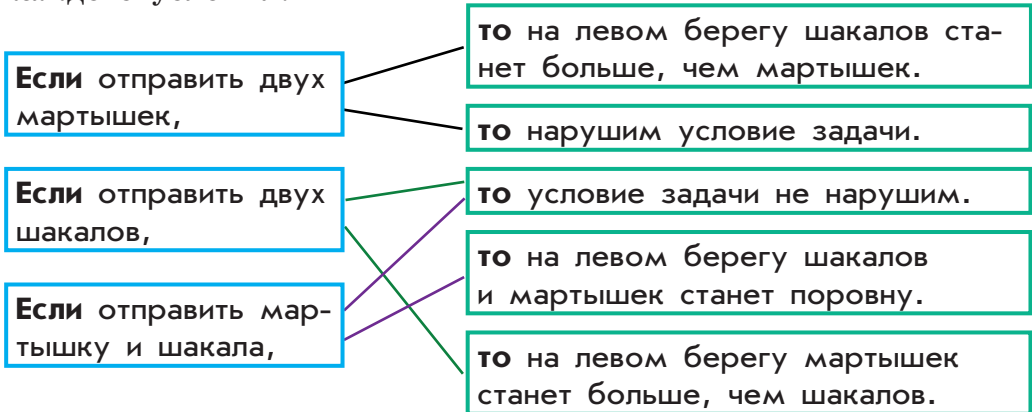 Если отправить двух
мартышек,
Если отправить двух
шакалов,
Если отправить мар-
тышку и шакала,
то на левом берегу шакалов ста-
нет больше, чем мартышек.
то нарушим условие задачи.
то условие задачи не нарушим.
то на левом берегу шакалов
и мартышек станет поровну.
то на левом берегу мартышек
станет больше, чем шакалов.